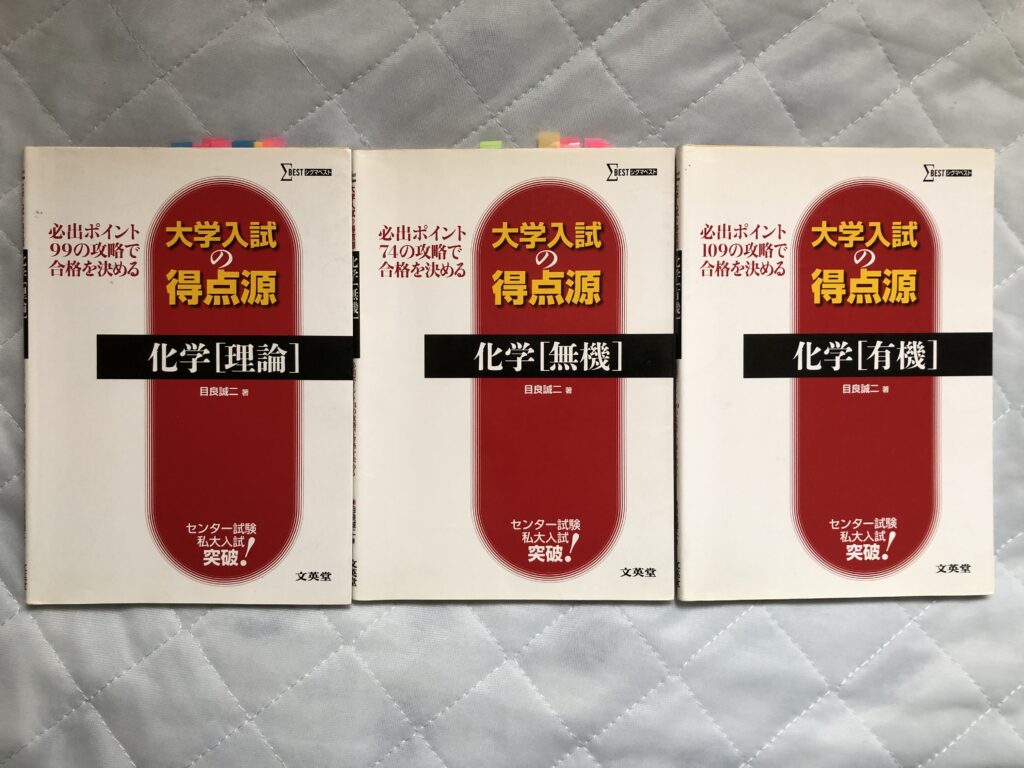 ΣBEST シグマベスト
必出ポイント
99の攻略で
合格を決める
大学入試
の
得点源
化学[理論]
目良誠二 著
センター試験
私大入試
突破!
文英堂
ΣBEST シグマベスト
必出ポイント
74の攻略で
合格を決める
大学入試
の
得点源
化学[無機]
目良誠二 著
センター試験
私大入試
突破!
文英堂
ΣBEST シグマベスト
必出ポイント
109の攻略で
合格を決める
大学入試
の
得点源
化学[有機]
目良誠二 著
センター試験
私大入試
突破!
文英堂